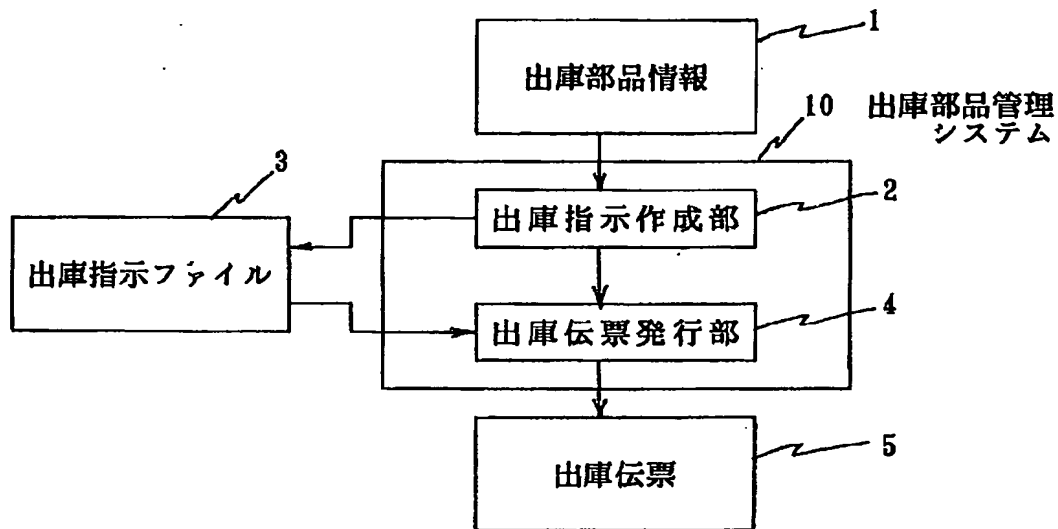 1
出庫部品情報
10
出庫部品管理
システム
3
出庫指示作成部
2
出庫指示ファイル
出庫伝票発行部
4
出庫伝票
5